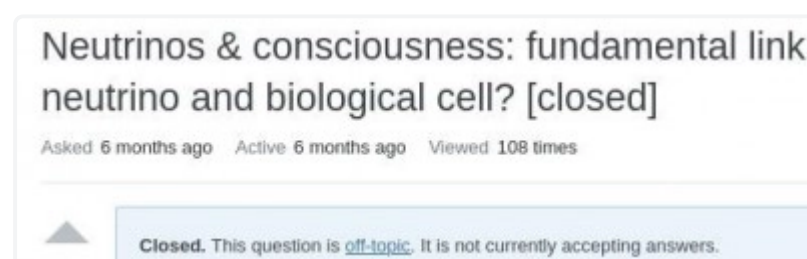 Neutrinos & consciousness: fundamental link
neutrino and biological cell? [closed]
Asked 6 months ago Active 6 months ago Viewed 108 times
Closed. This question is off-topic. It is not currently accepting answers.